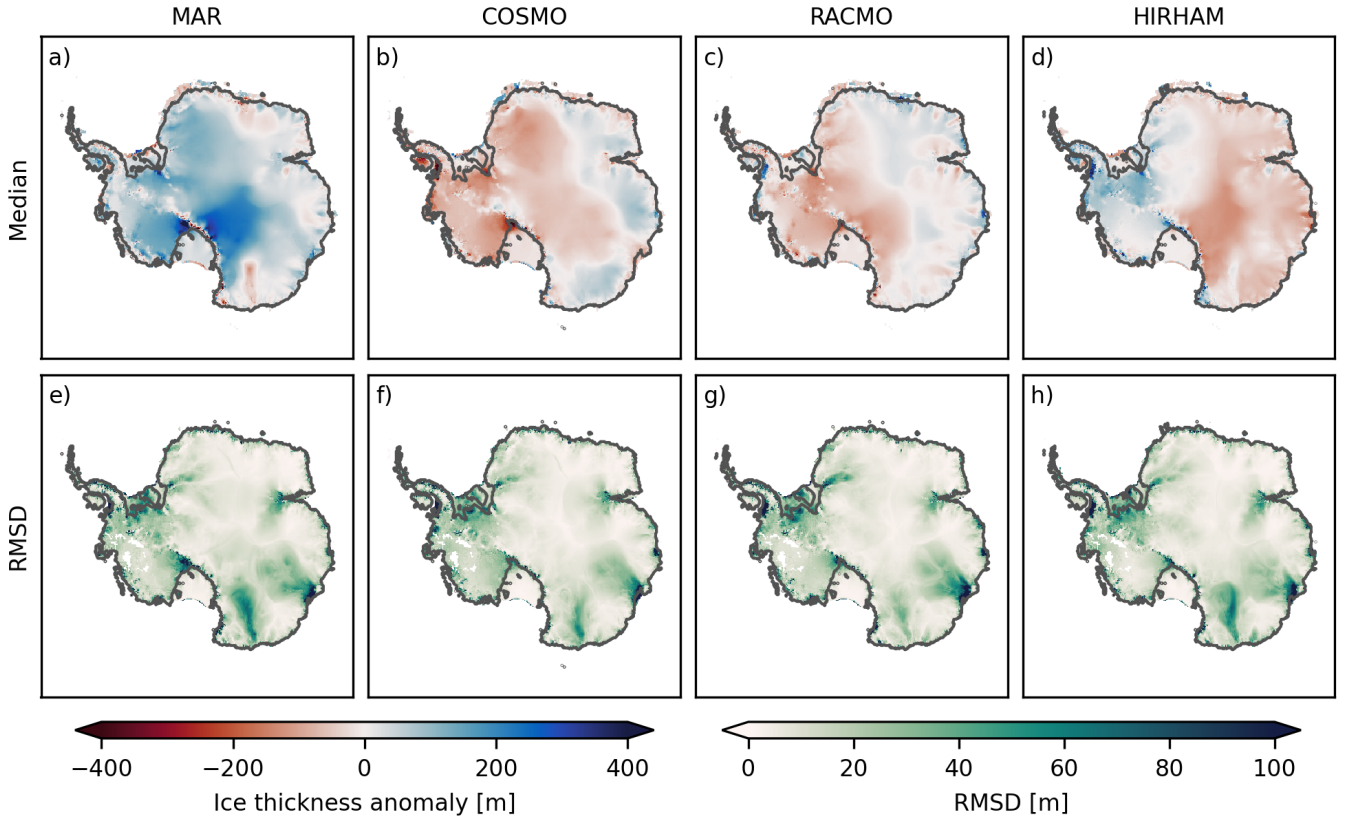 MAR COSMO RACMO HIRHAM
a) b) c) d)
Median
e) f) g) h)
RMSD
−400 −200 0 200 400
Ice thickness anomaly [m]
0 20 40 60 80 100
RMSD [m]